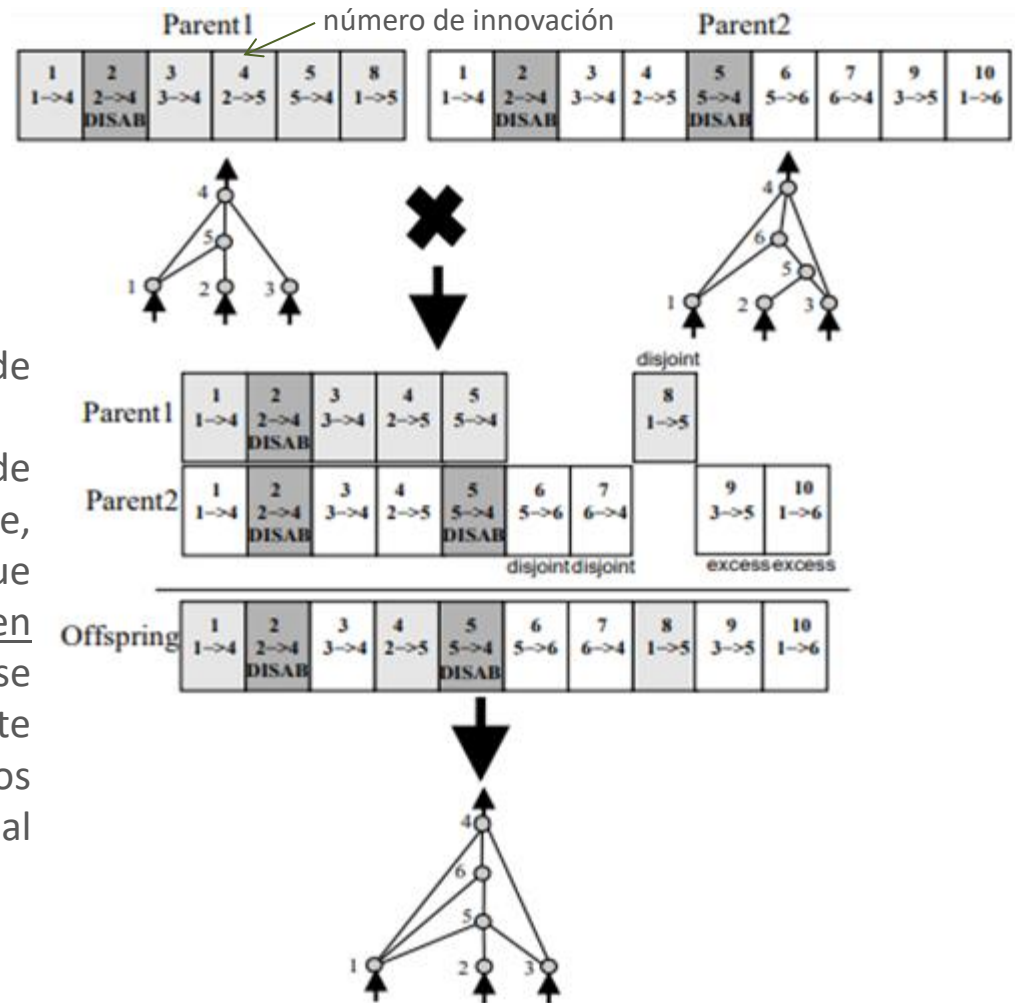 número de innovación
Parent1 Parent2
1 2 3 4 5 8 1 2 3 4 5 6 7 9 10
1->4 2->4 3->4 2->5 5->4 1->5 1->4 2->4 3->4 2->5 5->4 5->6 6->4 3->5 1->6
DISAB DISAB DISAB
4 4
5 6
5
1 2 3 1 2 3
disjoint
de
Parent1 1 2 3 4 5 8
1->4 2->4 3->4 2->5 5->4 1->5
DISAB
de
Parent2 1 2 3 4 5 6 7 9 10
1->4 2->4 3->4 2->5 5->4 5->6 6->4 3->5 1->6
e,
DISAB DISAB
disjoint disjoint excess excess
ue
en
Offspring 1 2 3 4 5 6 7 8 9 10
1->4 2->4 3->4 2->5 5->4 5->6 6->4 1->5 3->5 1->6
se
DISAB DISAB
te
os
al
4
6
5
1 2 3